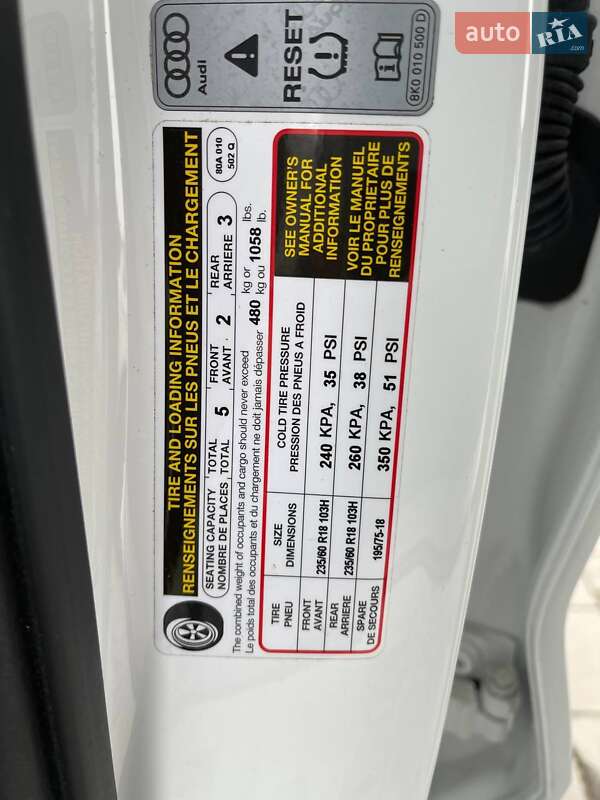 auto RIA .com
Audi
RESET
8K0 010 500 D
TIRE AND LOADING INFORMATION
RENSEIGNEMENTS SUR LES PNEUS ET LE CHARGEMENT
80A 010
502 Q
SEATING CAPACITY TOTAL 5 FRONT 2 REAR 3
NOMBRE DE PLACES TOTAL AVANT ARRIERE
The combined weight of occupants and cargo should never exceed 480 kg or 1058 lbs.
Le poids total des occupants et du chargement ne doit jamais dépasser kg ou lb.
TIRE SIZE COLD TIRE PRESSURE
PNEU DIMENSIONS PRESSION DES PNEUS A FROID
FRONT AVANT 235/60 R18 103H 240 KPA, 35 PSI
REAR ARRIERE 235/60 R18 103H 260 KPA, 38 PSI
SPARE DE SECOURS 195/75-18 350 KPA, 51 PSI
SEE OWNER'S
MANUAL FOR
ADDITIONAL
INFORMATION
VOIR LE MANUEL
DU PROPRIETAIRE
POUR PLUS DE
RENSEIGNEMENTS